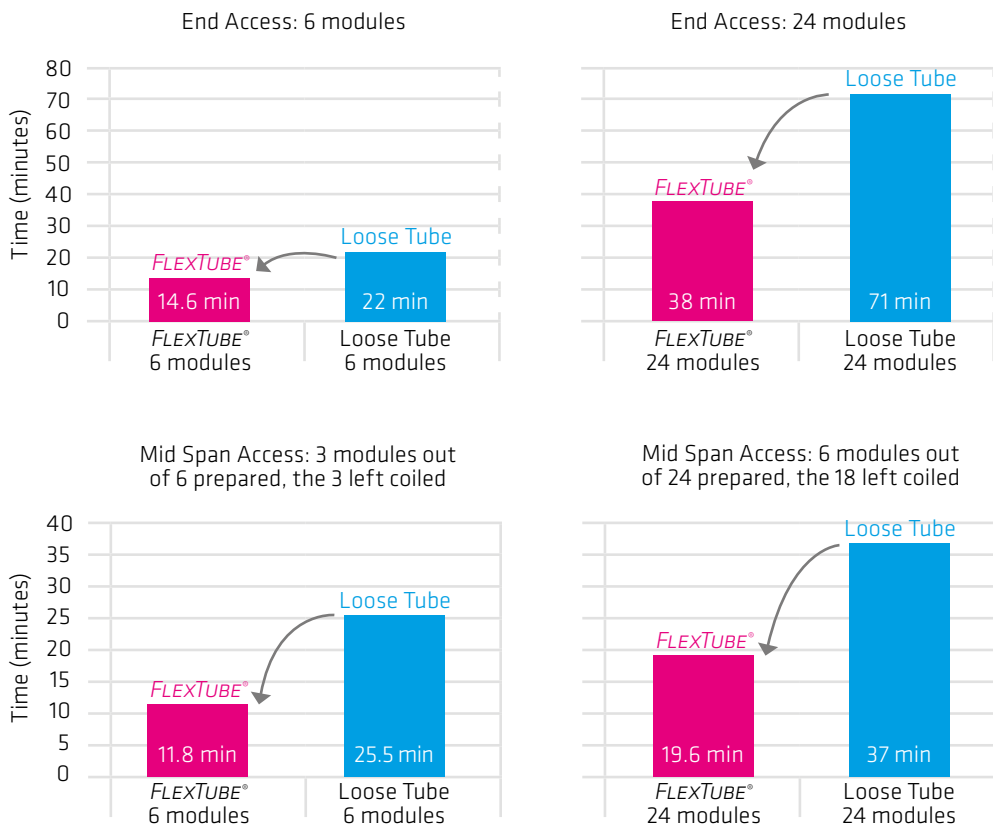 End Access: 6 modules
Time (minutes)
80
70
60
50
40
30
20
10
0
FLEXTUBE®
14.6 min
Loose Tube
22 min
FLEXTUBE®
6 modules
Loose Tube
6 modules
End Access: 24 modules
FLEXTUBE®
38 min
Loose Tube
71 min
FLEXTUBE®
24 modules
Loose Tube
24 modules
Mid Span Access: 3 modules out
of 6 prepared, the 3 left coiled
Time (minutes)
40
35
30
25
20
15
10
5
0
FLEXTUBE®
11.8 min
Loose Tube
25.5 min
FLEXTUBE®
6 modules
Loose Tube
6 modules
Mid Span Access: 6 modules out
of 24 prepared, the 18 left coiled
FLEXTUBE®
19.6 min
Loose Tube
37 min
FLEXTUBE®
24 modules
Loose Tube
24 modules